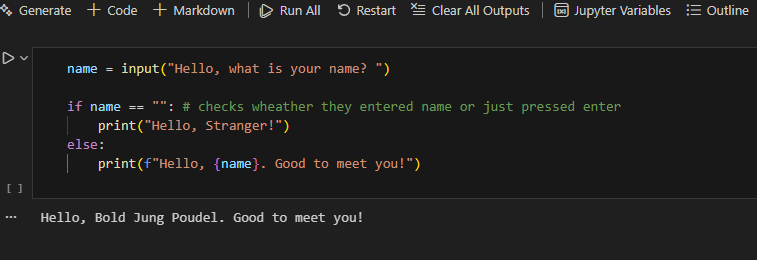 Generate + Code + Markdown Run All Restart Clear All Outputs Jupyter Variables Outline
name = input("Hello, what is your name? ")
if name == "": # checks wheather they entered name or just pressed enter
print("Hello, Stranger!")
else:
print(f"Hello, {name}. Good to meet you!")
[ ]
... Hello, Bold Jung Poudel. Good to meet you!